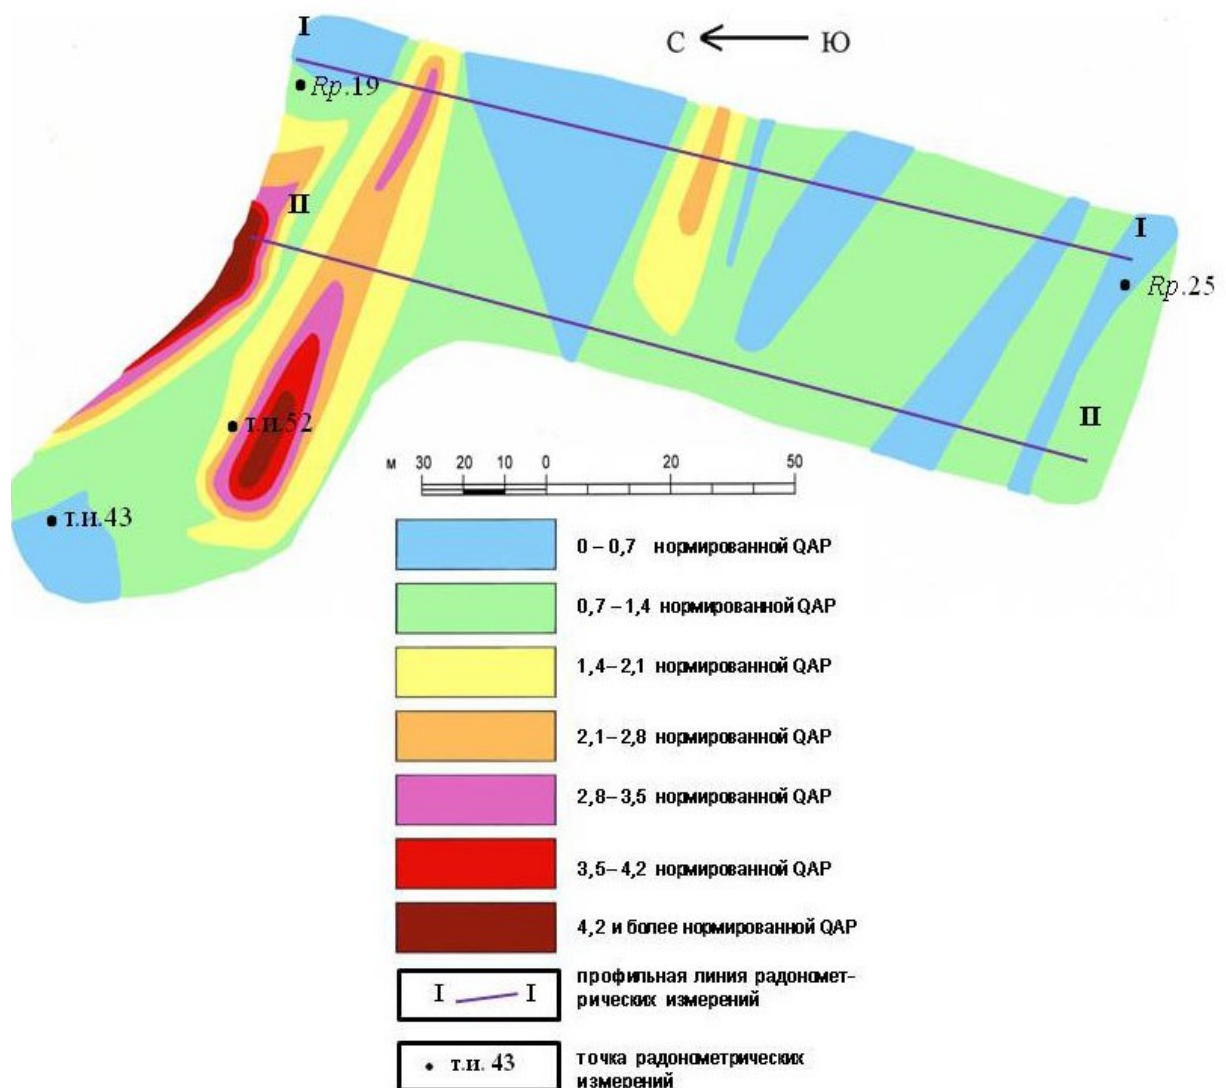 I
С Ю
Rp.19
II
I
Rp.25
т.и.52
II
м 30 20 10 0 20 50
т.и.43
0 – 0,7 нормированной QAP
0,7 – 1,4 нормированной QAP
1,4 – 2,1 нормированной QAP
2,1 – 2,8 нормированной QAP
2,8 – 3,5 нормированной QAP
3,5 – 4,2 нормированной QAP
4,2 и более нормированной QAP
I I
профильная линия радономет-
рических измерений
т.и. 43
точка радонометрических
измерений